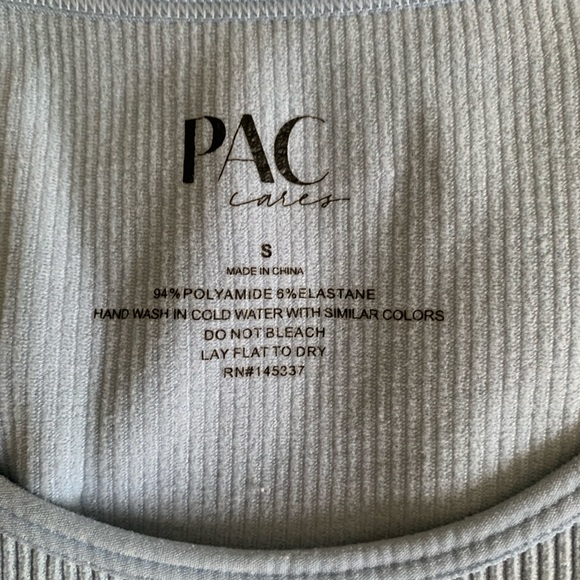 PAC
cares
S
MADE IN CHINA
94% POLYAMIDE 6% ELASTANE
HAND WASH IN COLD WATER WITH SIMILAR COLORS
DO NOT BLEACH
LAY FLAT TO DRY
RN#145337